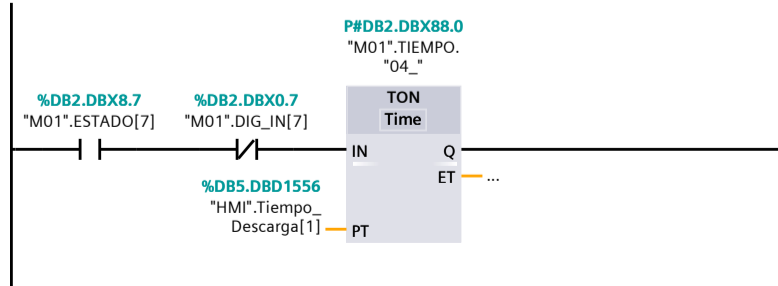 P#DB2.DBX88.0
"M01".TIEMPO.
"04_"
%DB2.DBX8.7
"M01".ESTADO[7]
%DB2.DBX0.7
"M01".DIG_IN[7]
TON
Time
IN
Q
ET
...
%DB5.DBD1556
"HMI".Tiempo_
Descarga[1]
PT